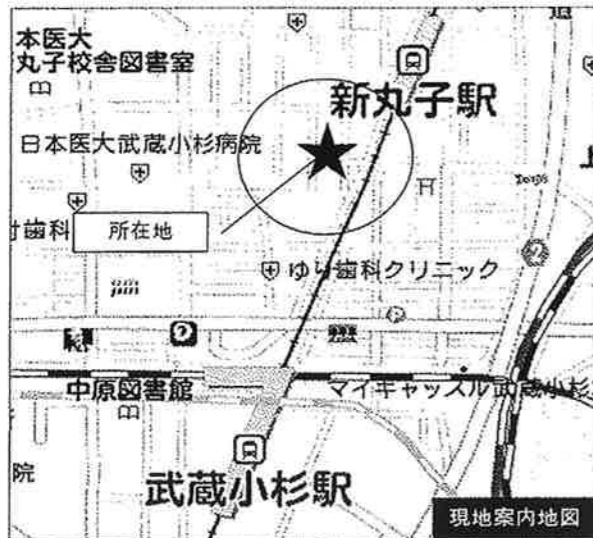 本医大
丸子校舎図書室
新丸子駅
日本医大武蔵小杉病院
歯科
所在地
ゆり歯科クリニック
中原図書館
マイキャッスル武蔵小杉
院
武蔵小杉駅
現地案内地図